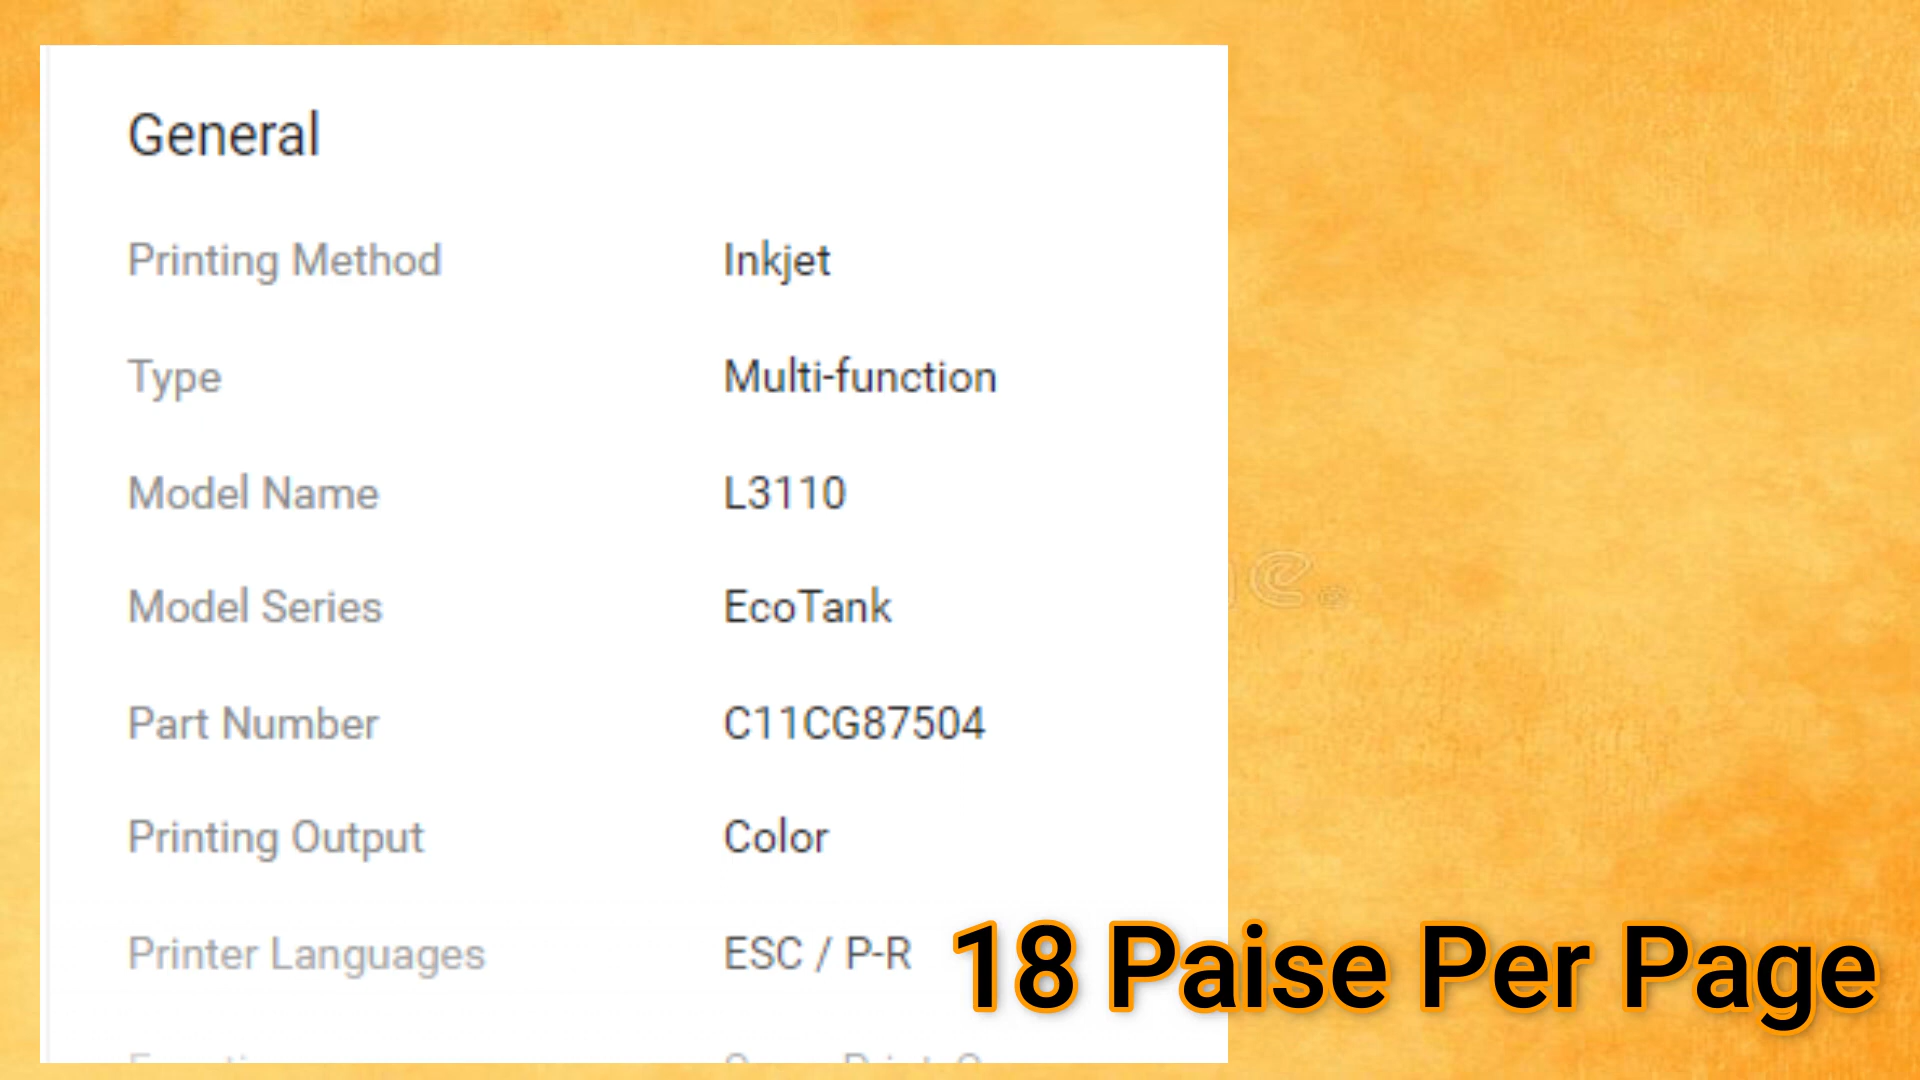 General
Printing Method Inkjet
Type Multi-function
Model Name L3110
Model Series EcoTank
Part Number C11CG87504
Printing Output Color
Printer Languages ESC / P-R
18 Paise Per Page